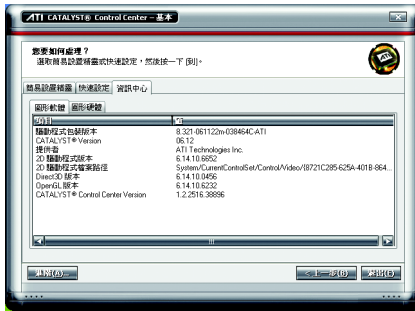 ATI CATALYST® Control Center – 基本
您要如何處理？
選取簡易設置精靈或快速設定，然後按一下 [到]。
ATI
簡易設置精靈 快速設定 資訊中心
圖形軟體 圖形硬體
項目 值
驅動程式包裝版本 8.321-061122m-038464C-ATI
CATALYST® Version 06.12
提供者 ATI Technologies Inc.
2D 驅動程式版本 6.14.10.6652
2D 驅動程式檔案路徑 System/CurrentControlSet/Control/Video/{8721C285-625A-401B-864...
Direct3D 版本 6.14.10.0456
OpenGL 版本 6.14.10.6232
CATALYST® Control Center Version 1.2.2516.38896
進階(A)... < 上一步(B)